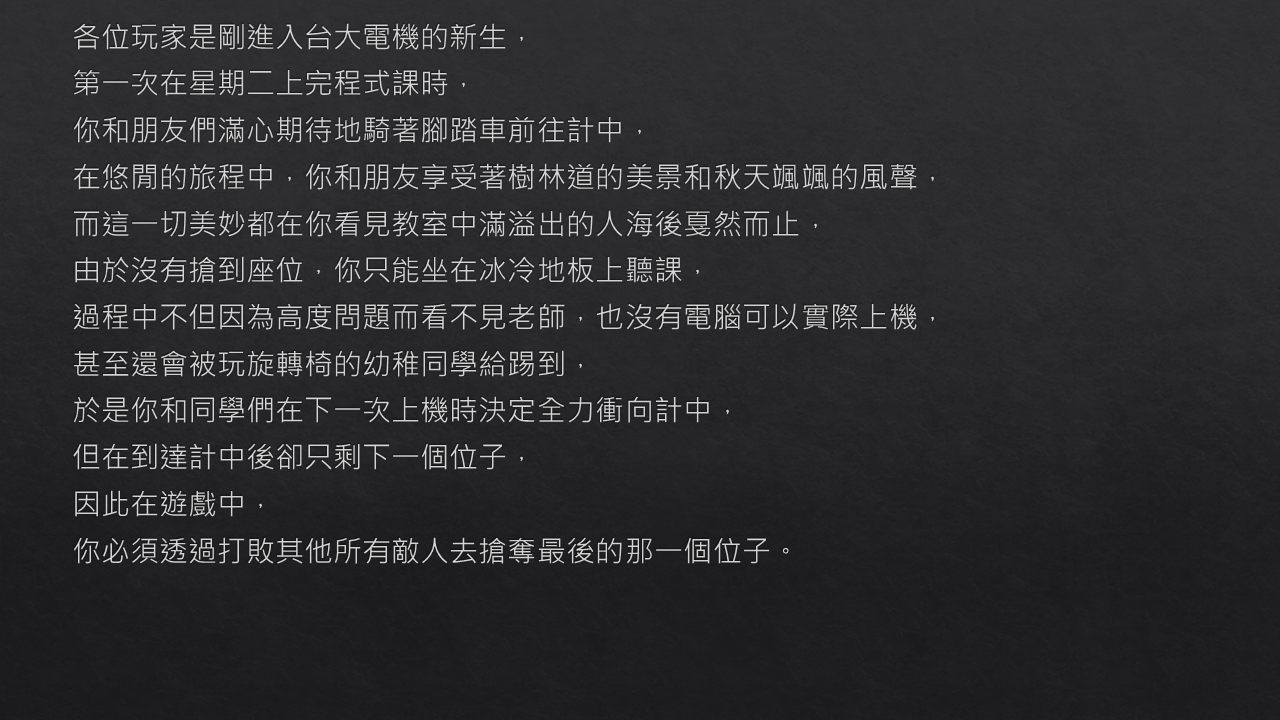 各位玩家是剛進入台大電機的新生，
第一次在星期二上完程式課時，
你和朋友們滿心期待地騎著腳踏車前往計中，
在悠閒的旅程中，你和朋友享受著樹林道的美景和秋天颯颯的風聲，
而這一切美妙都在你看見教室中滿溢出的人海後戛然而止，
由於沒有搶到座位，你只能坐在冰冷地板上聽課，
過程中不但因為高度問題而看不見老師，也沒有電腦可以實際上機，
甚至還會被玩旋轉椅的幼稚同學給踢到，
於是你和同學們在下一次上機時決定全力衝向計中，
但在到達計中後卻只剩下一個位子，
因此在遊戲中，
你必須透過打敗其他所有敵人去搶奪最後的那一個位子。